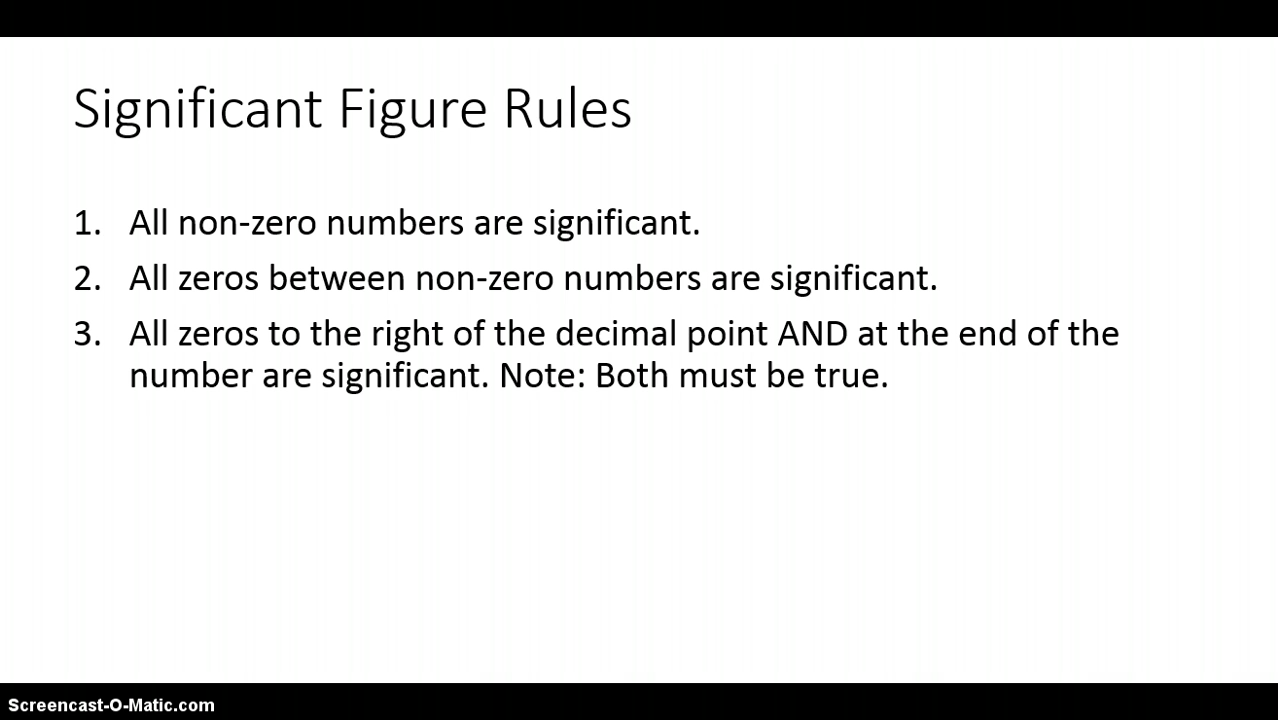 Significant Figure Rules
1. All non-zero numbers are significant.
2. All zeros between non-zero numbers are significant.
3. All zeros to the right of the decimal point AND at the end of the
number are significant. Note: Both must be true.
Screencast-O-Matic.com